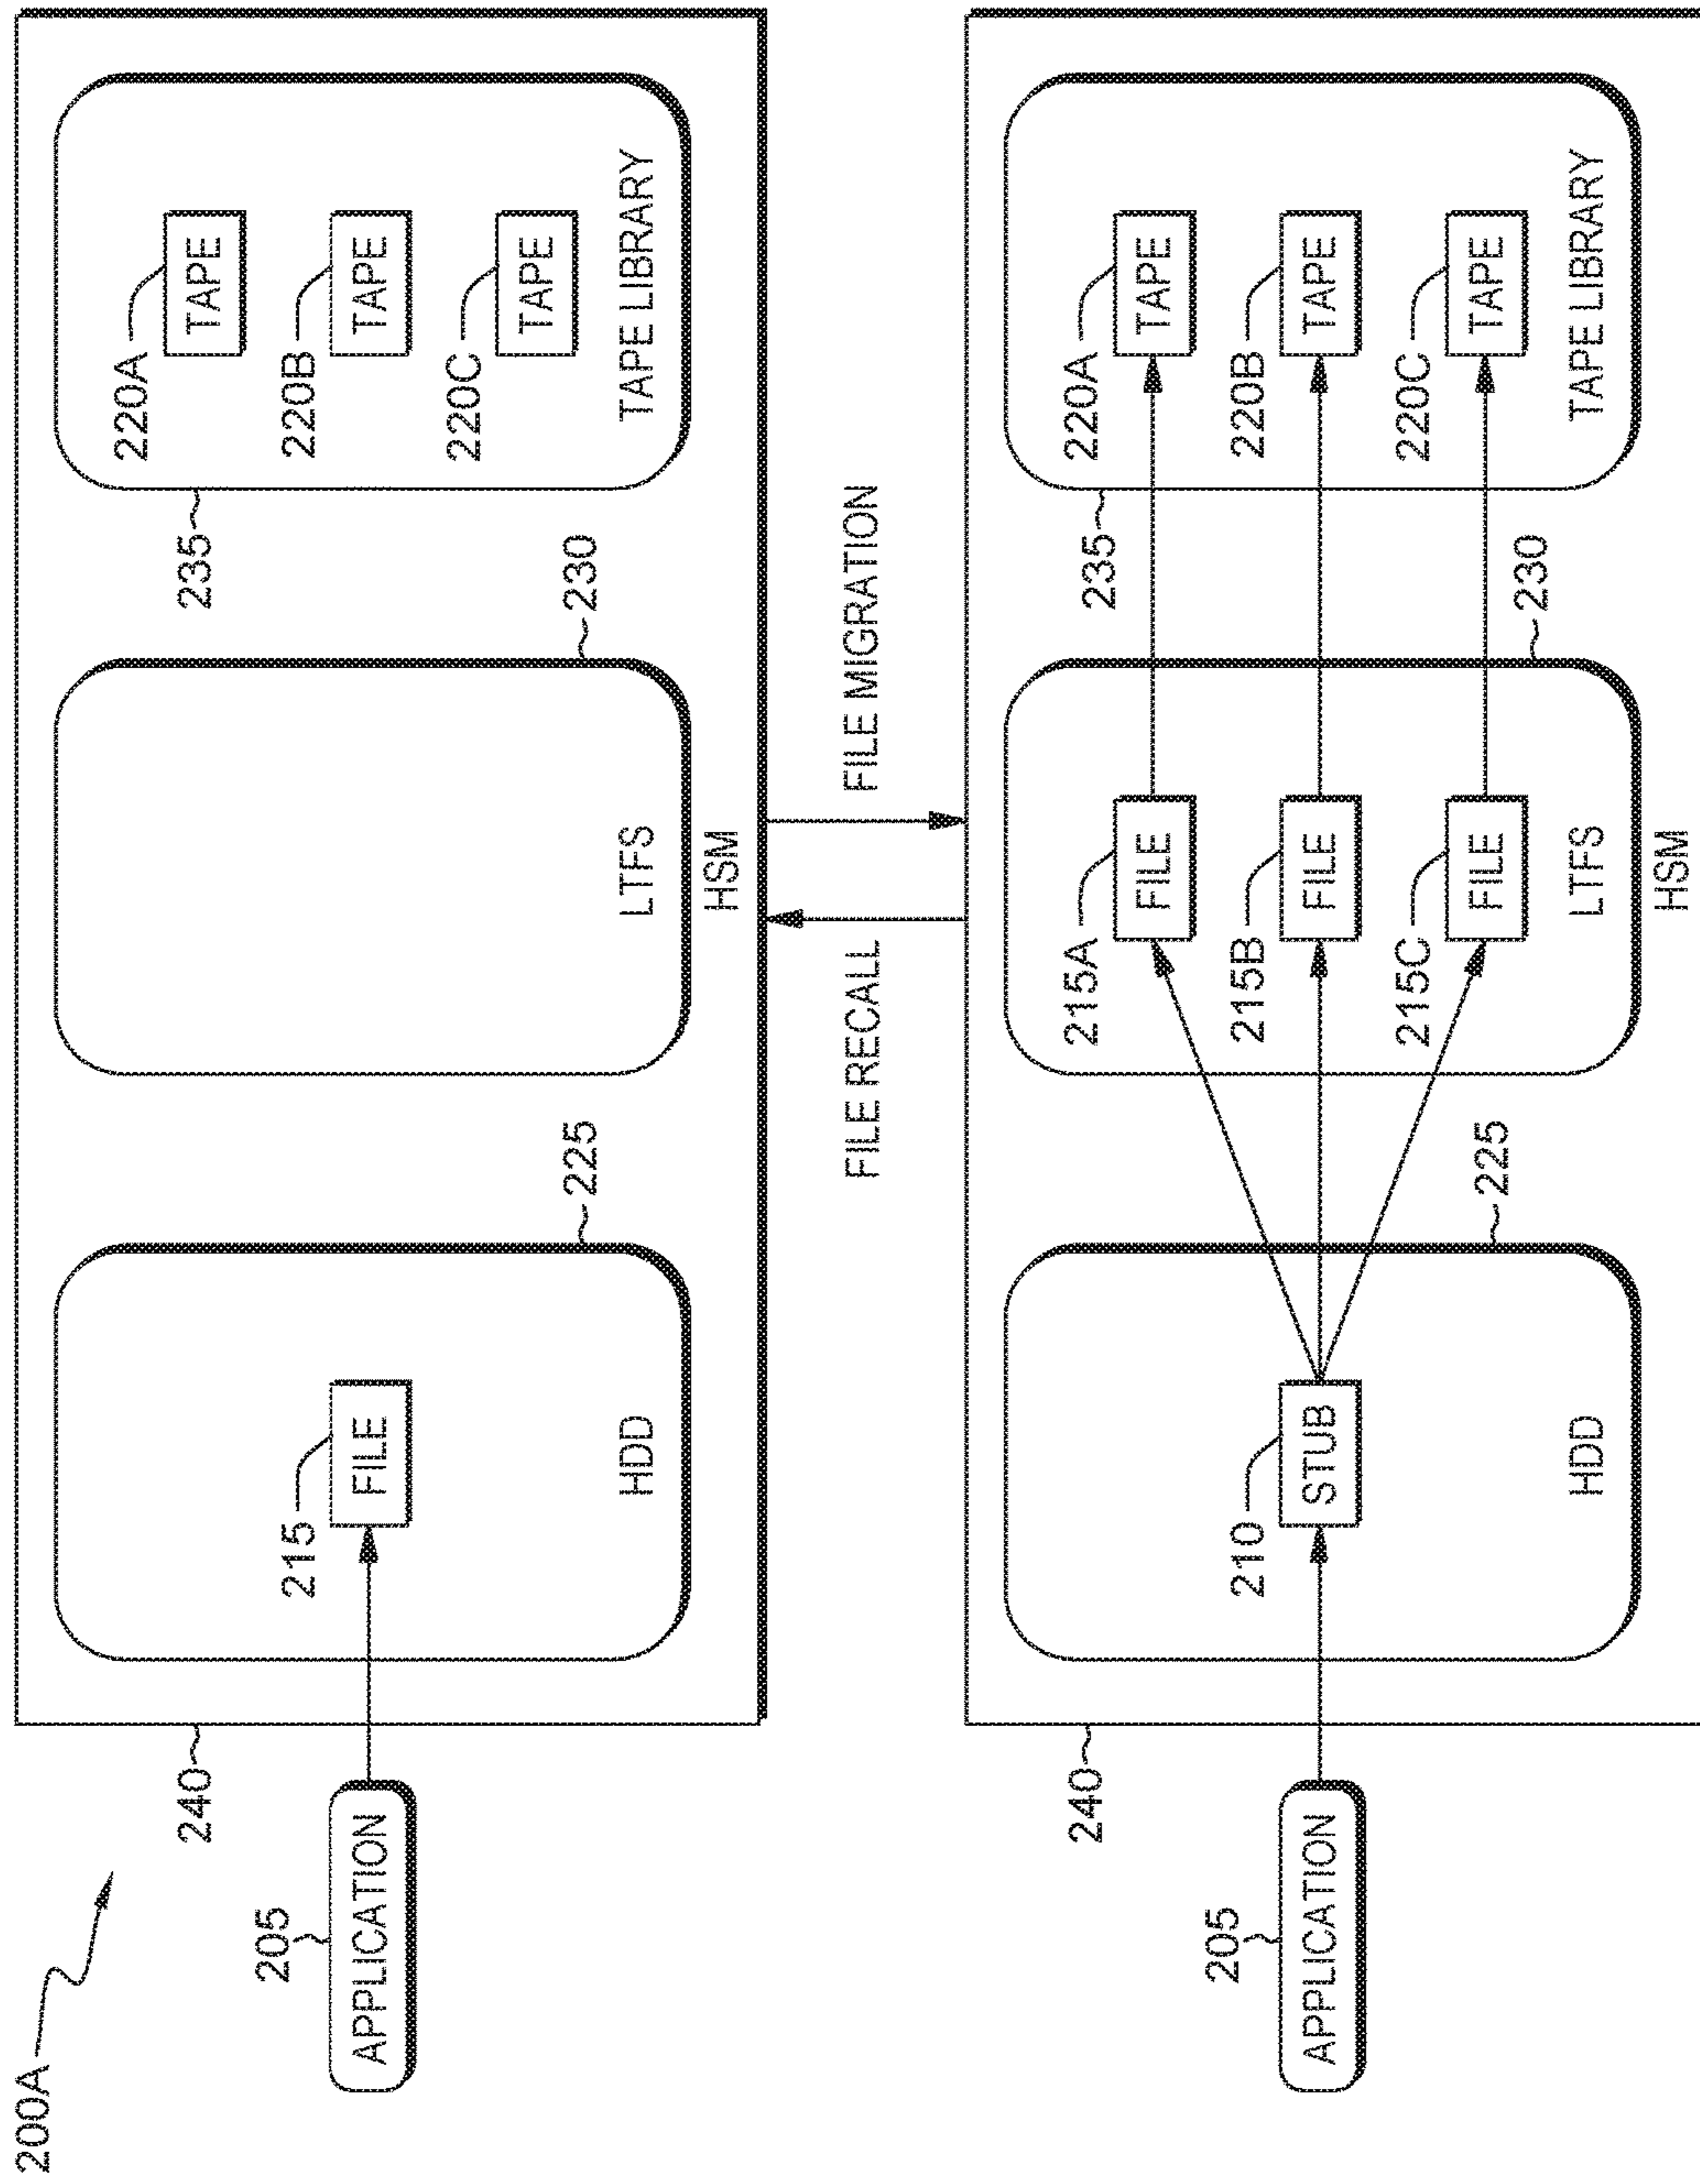 200A
240
235
205
APPLICATION
215
FILE
HDD
225
LTFS
230
HSM
220A
TAPE
220B
TAPE
220C
TAPE
TAPE LIBRARY
FILE RECALL
FILE MIGRATION
240
235
205
APPLICATION
210
STUB
HDD
225
215A
FILE
215B
FILE
215C
FILE
LTFS
230
HSM
220A
TAPE
220B
TAPE
220C
TAPE
TAPE LIBRARY